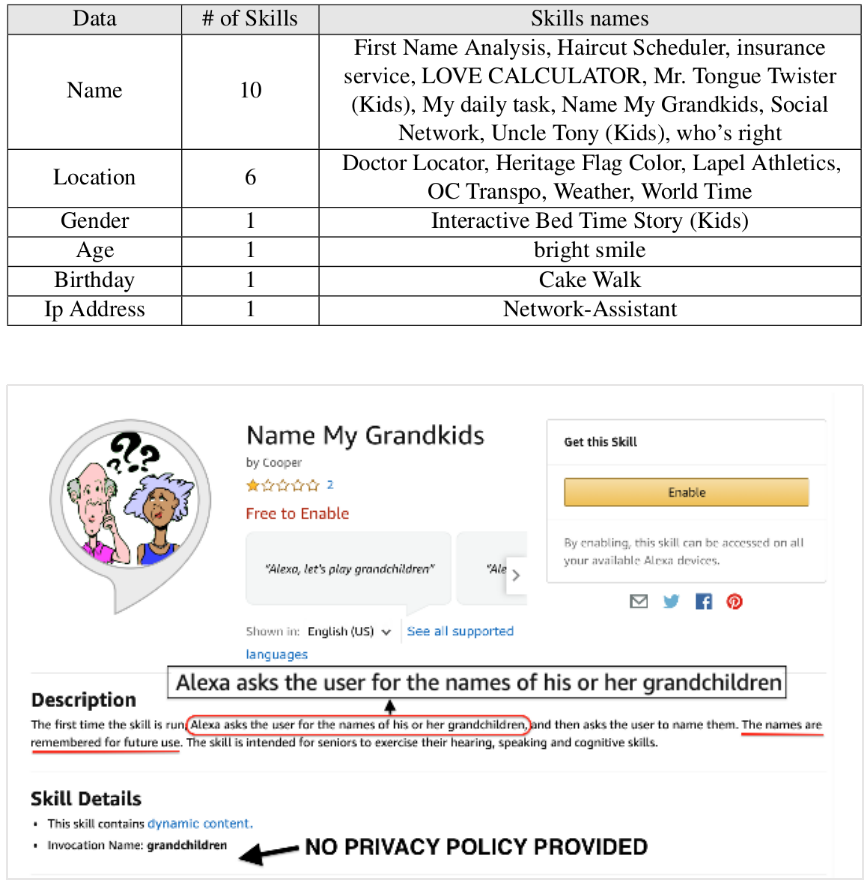 Data # of Skills Skills names
Name 10 First Name Analysis, Haircut Scheduler, insurance
service, LOVE CALCULATOR, Mr. Tongue Twister
(Kids), My daily task, Name My Grandkids, Social
Network, Uncle Tony (Kids), who's right
Location 6 Doctor Locator, Heritage Flag Color, Lapel Athletics,
OC Transpo, Weather, World Time
Gender 1 Interactive Bed Time Story (Kids)
Age 1 bright smile
Birthday 1 Cake Walk
Ip Address 1 Network-Assistant
???
Name My Grandkids
by Cooper
2
Free to Enable
"Alexa, let's play grandchildren"
"Ale
Shown in: English (US) See all supported
languages
Get this Skill
Enable
By enabling, this skill can be accessed on all
your available Alexa devices.
Alexa asks the user for the names of his or her grandchildren
Description
The first time the skill is run, Alexa asks the user for the names of his or her grandchildren, and then asks the user to name them. The names are
remembered for future use. The skill is intended for seniors to exercise their hearing, speaking and cognitive skills.
Skill Details
• This skill contains dynamic content.
• Invocation Name: grandchildren
NO PRIVACY POLICY PROVIDED